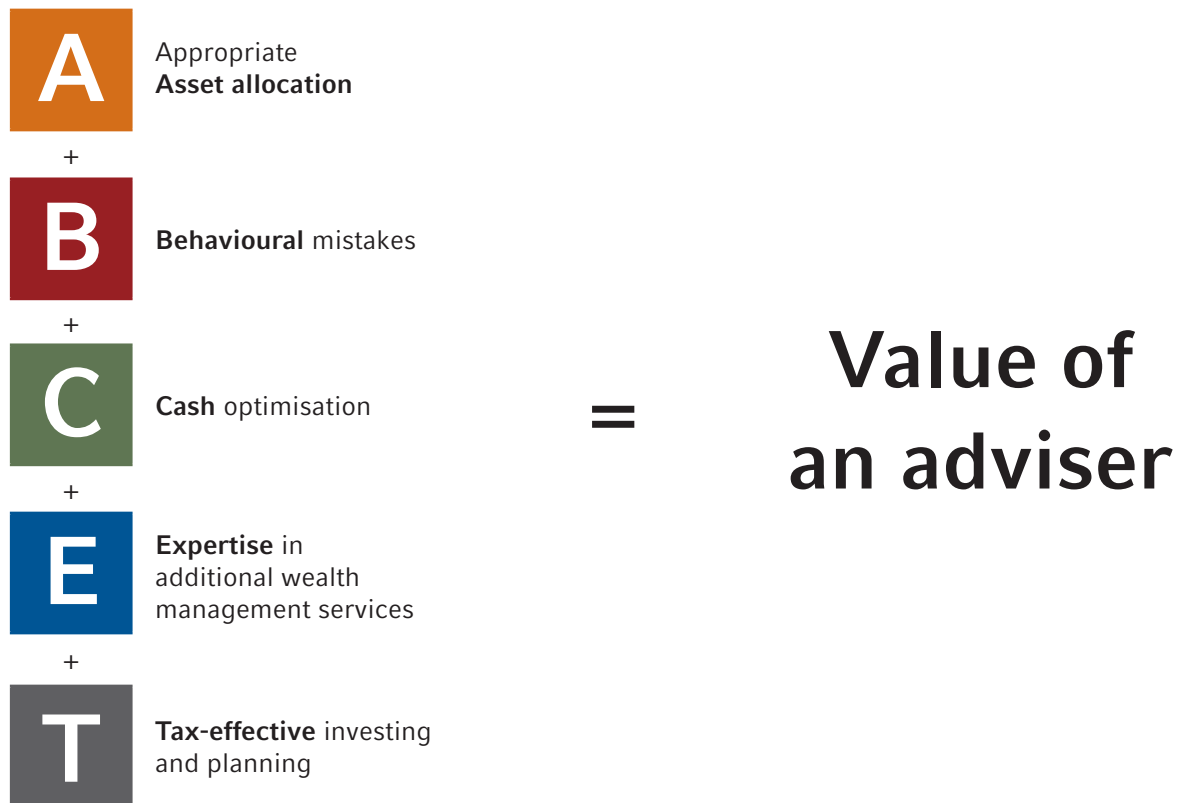 A
Appropriate
Asset allocation
+
B
Behavioural mistakes
+
C
Cash optimisation
+
E
Expertise in
additional wealth
management services
+
T
Tax-effective investing
and planning
=
Value of
an adviser